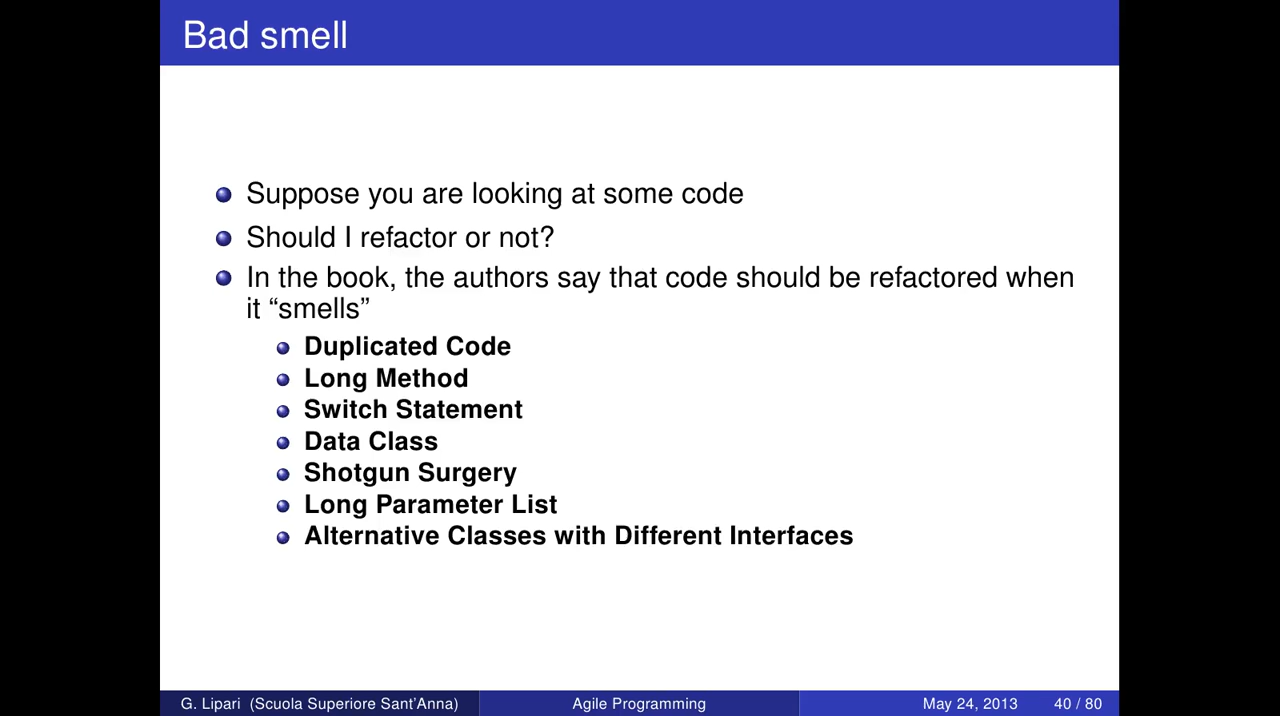 Bad smell
Suppose you are looking at some code
Should I refactor or not?
In the book, the authors say that code should be refactored when
it “smells”
Duplicated Code
Long Method
Switch Statement
Data Class
Shotgun Surgery
Long Parameter List
Alternative Classes with Different Interfaces
G. Lipari (Scuola Superiore Sant’Anna) Agile Programming May 24, 2013 40 / 80